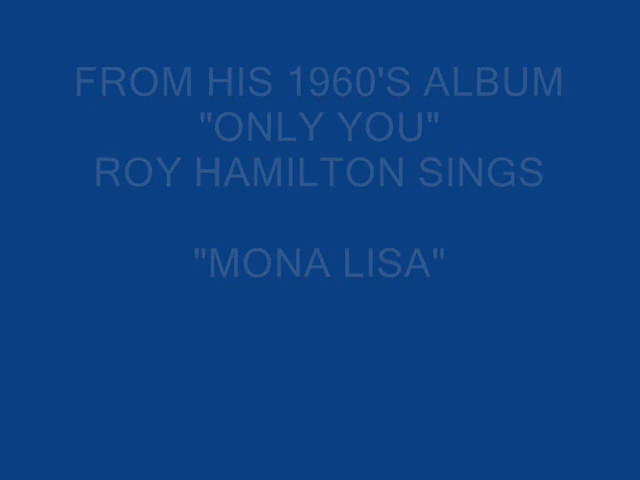 FROM HIS 1960'S ALBUM
"ONLY YOU"
ROY HAMILTON SINGS
"MONA LISA"